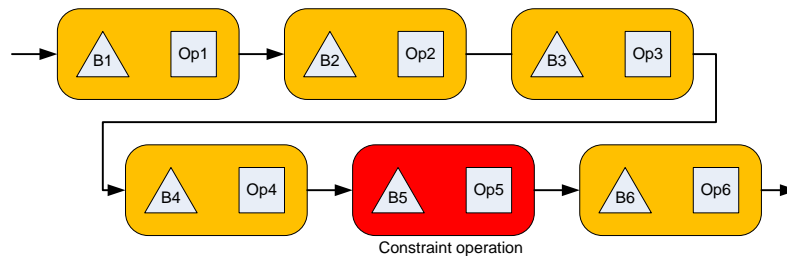 B1 Op1 B2 Op2 B3 Op3
B4 Op4 B5 Op5 B6 Op6
Constraint operation